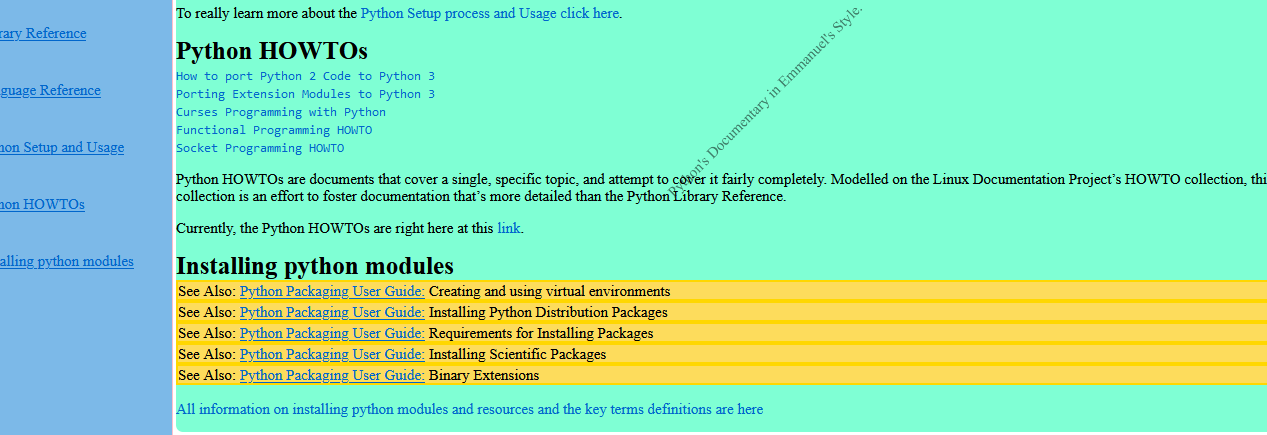 rary Reference
guage Reference
hon Setup and Usage
hon HOWTOs
alling python modules
To really learn more about the Python Setup process and Usage click here.
Python HOWTOs
How to port Python 2 Code to Python 3
Porting Extension Modules to Python 3
Curses Programming with Python
Functional Programming HOWTO
Socket Programming HOWTO
Python's Documentary in Emmanuel's Style.
Python HOWTOs are documents that cover a single, specific topic, and attempt to cover it fairly completely. Modelled on the Linux Documentation Project’s HOWTO collection, thi
collection is an effort to foster documentation that’s more detailed than the Python Library Reference.
Currently, the Python HOWTOs are right here at this link.
Installing python modules
See Also: Python Packaging User Guide: Creating and using virtual environments
See Also: Python Packaging User Guide: Installing Python Distribution Packages
See Also: Python Packaging User Guide: Requirements for Installing Packages
See Also: Python Packaging User Guide: Installing Scientific Packages
See Also: Python Packaging User Guide: Binary Extensions
All information on installing python modules and resources and the key terms definitions are here